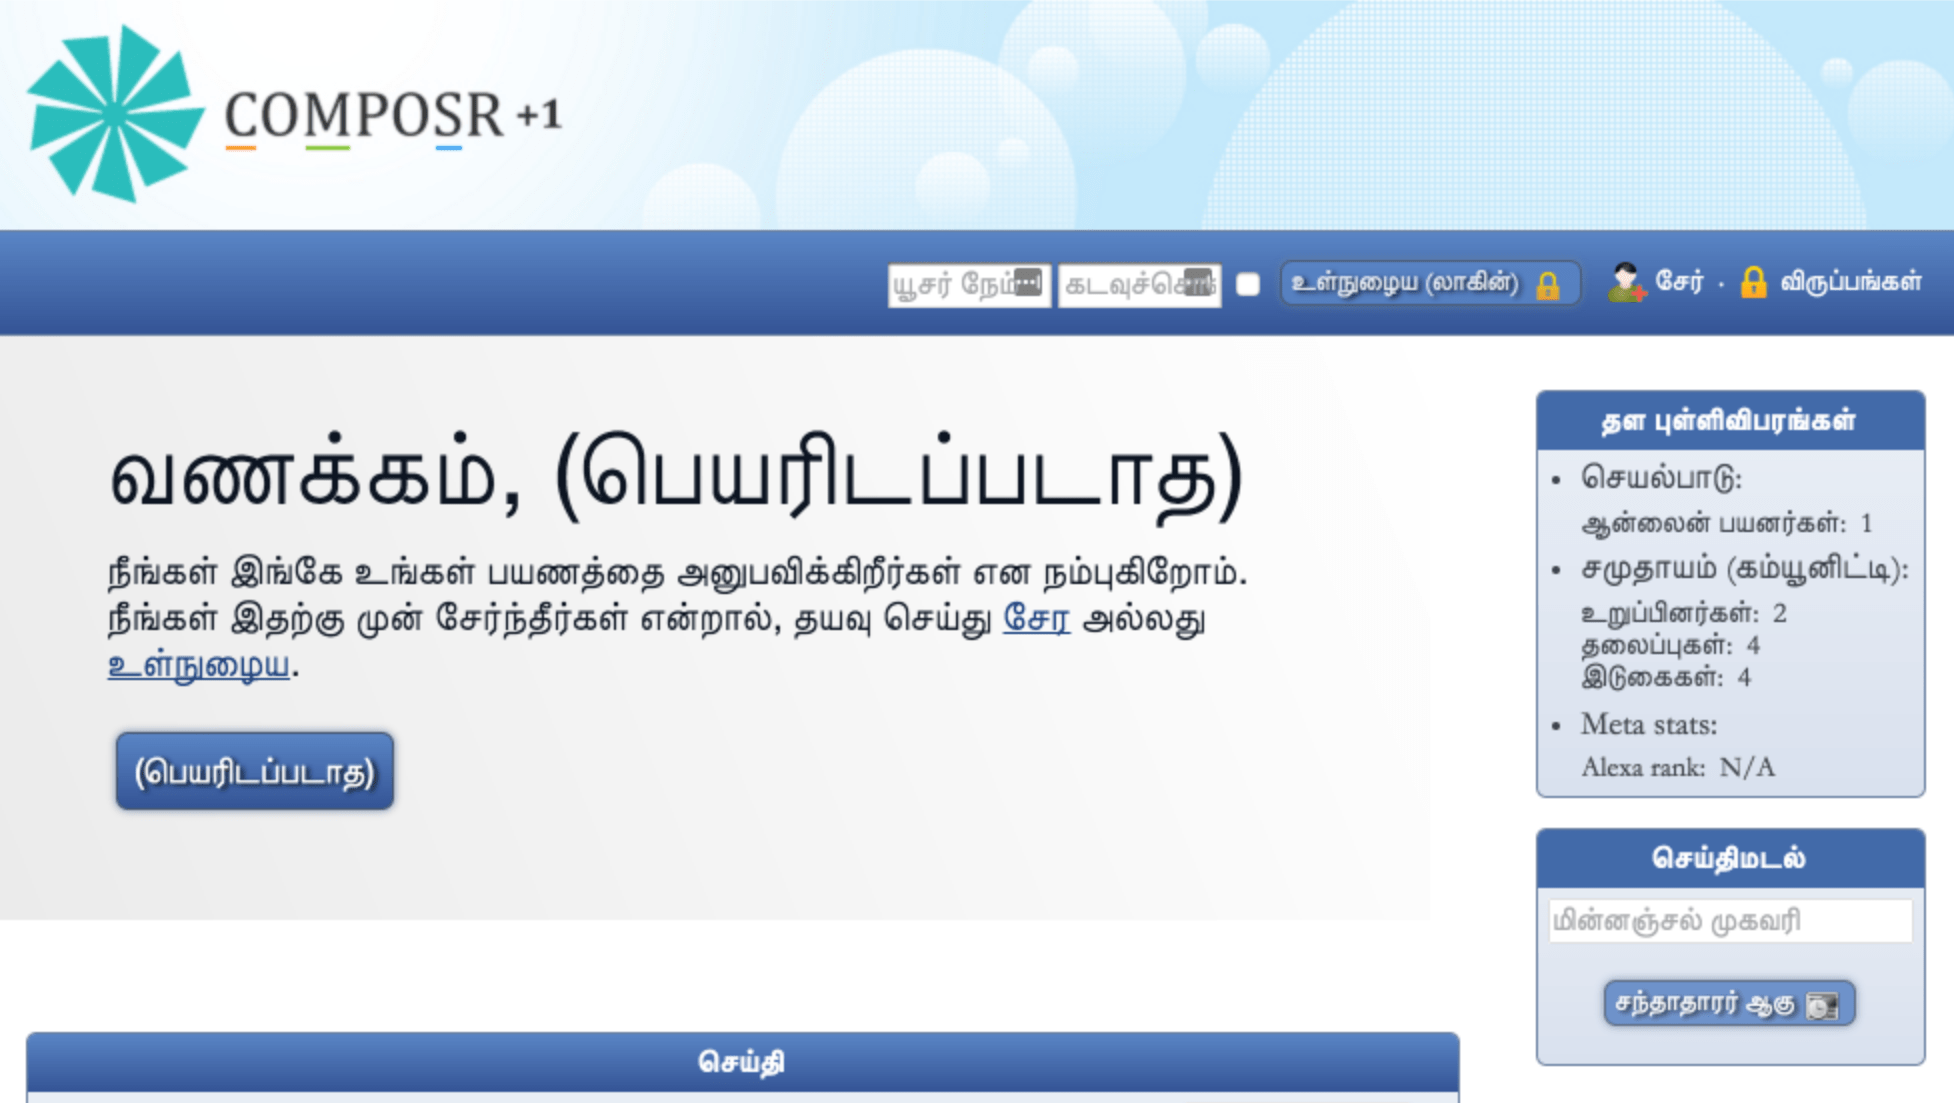 COMPOSR +1
யூசர் நேம்
உள்நுழைய (லாகின்)
சேர் · விருப்பங்கள்
வணக்கம், (பெயரிடப்படாத)
நீங்கள் இங்கே உங்கள் பயணத்தை அனுபவிக்கிறீர்கள் என நம்புகிறோம்.
நீங்கள் இதற்கு முன் சேர்ந்தீர்கள் என்றால், தயவு செய்து சேர அல்லது
உள்நுழைய.
(பெயரிடப்படாத)
செய்தி
தள புள்ளிவிபரங்கள்
• செயல்பாடு:
ஆன்லைன் பயனர்கள்: 1
• சமுதாயம் (கம்யூனிட்டி):
உறுப்பினர்கள்: 2
தலைப்புகள்: 4
இடுகைகள்: 4
• Meta stats:
Alexa rank: N/A
செய்திமடல்
மின்னஞ்சல் முகவரி
சந்தாதாரர் ஆகு